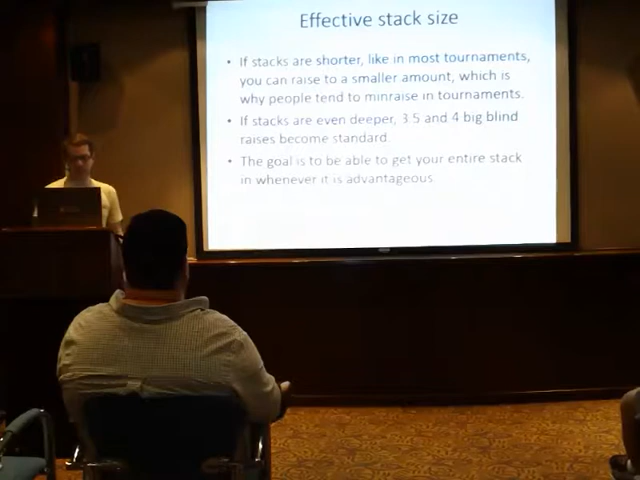 Effective stack size
• If stacks are shorter, like in most tournaments,
you can raise to a smaller amount, which is
why people tend to minraise in tournaments.
• If stacks are even deeper, 3.5 and 4 big blind
raises become standard.
• The goal is to be able to get your entire stack
in whenever it is advantageous.